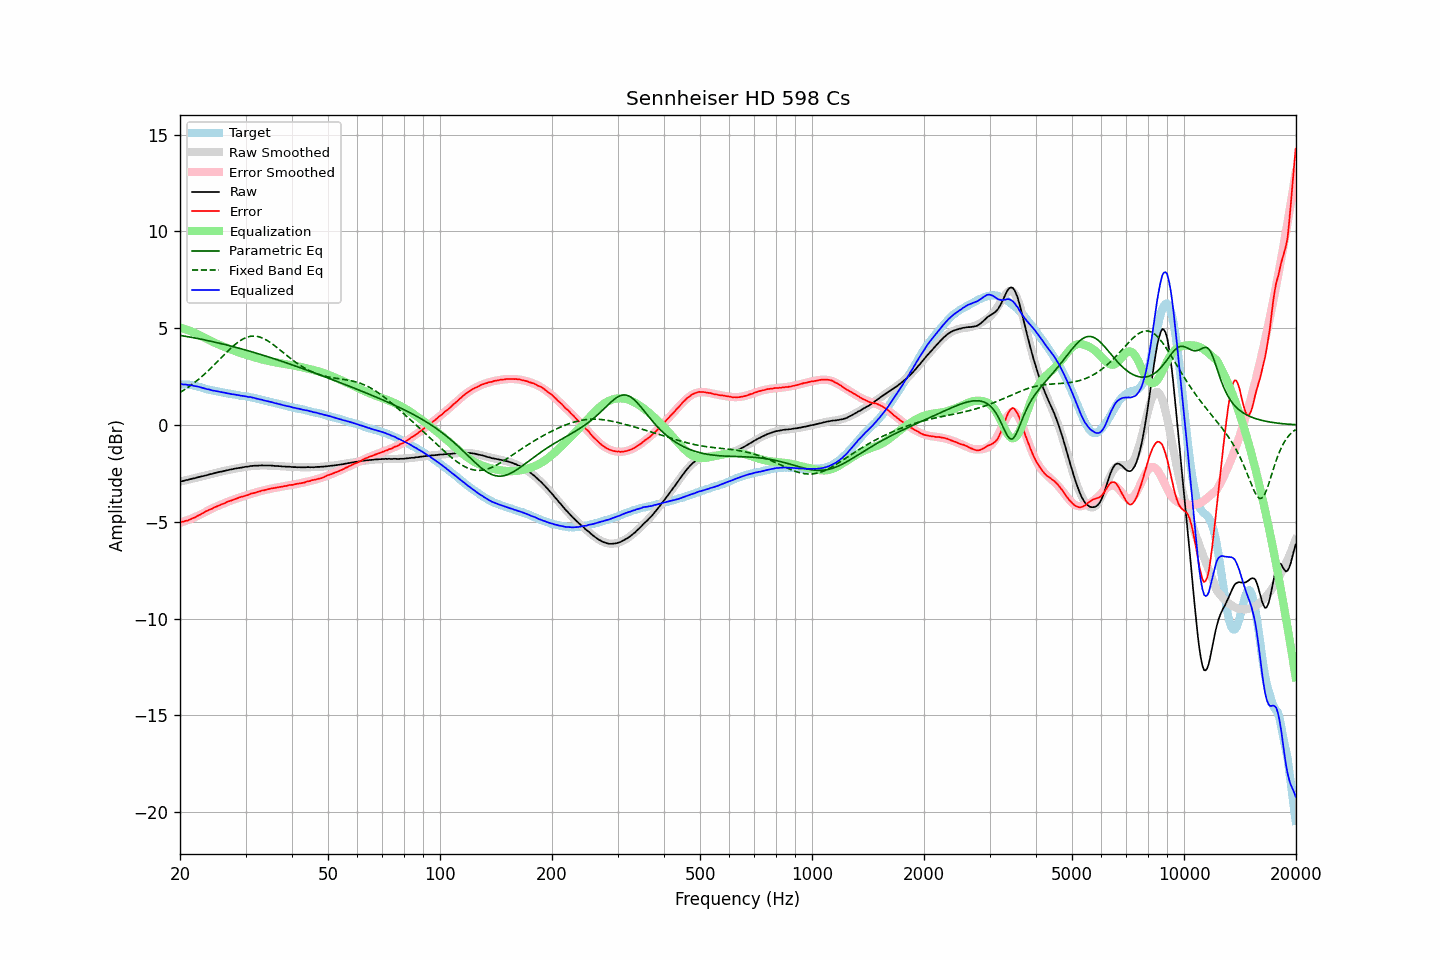 Sennheiser HD 598 Cs
Target
Raw Smoothed
Error Smoothed
Raw
Error
Equalization
Parametric Eq
Fixed Band Eq
Equalized
15
10
5
0
−5
−10
−15
−20
Amplitude (dBr)
20
50
100
200
500
1000
2000
5000
10000
20000
Frequency (Hz)